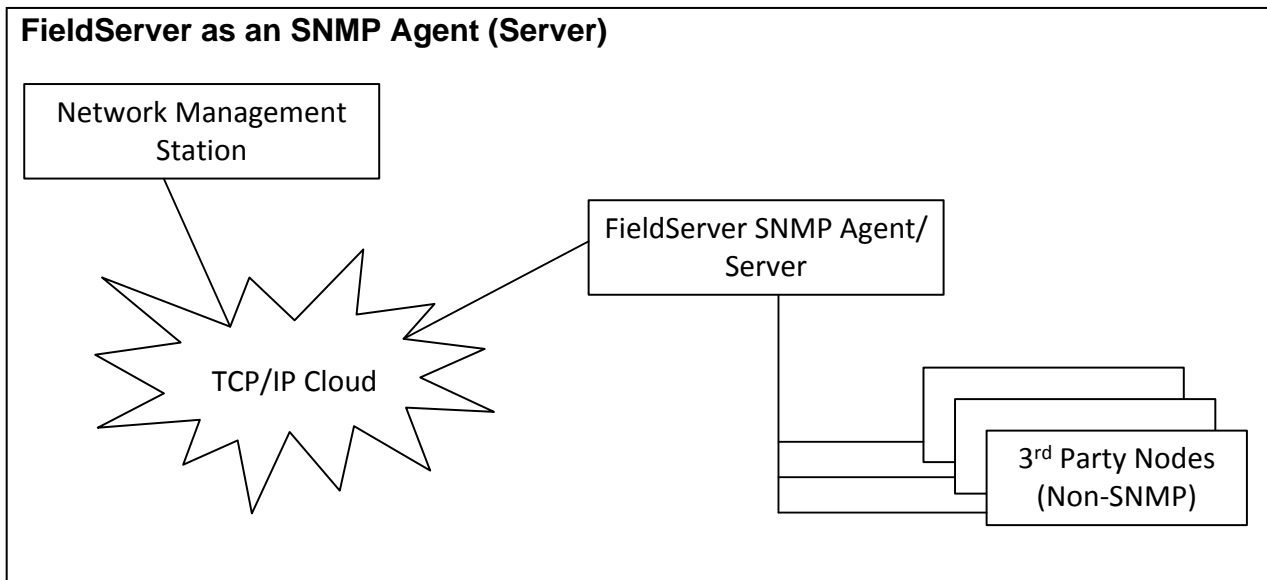 FieldServer as an SNMP Agent (Server)
Network Management
Station
FieldServer SNMP Agent/
Server
TCP/IP Cloud
3rd Party Nodes
(Non-SNMP)